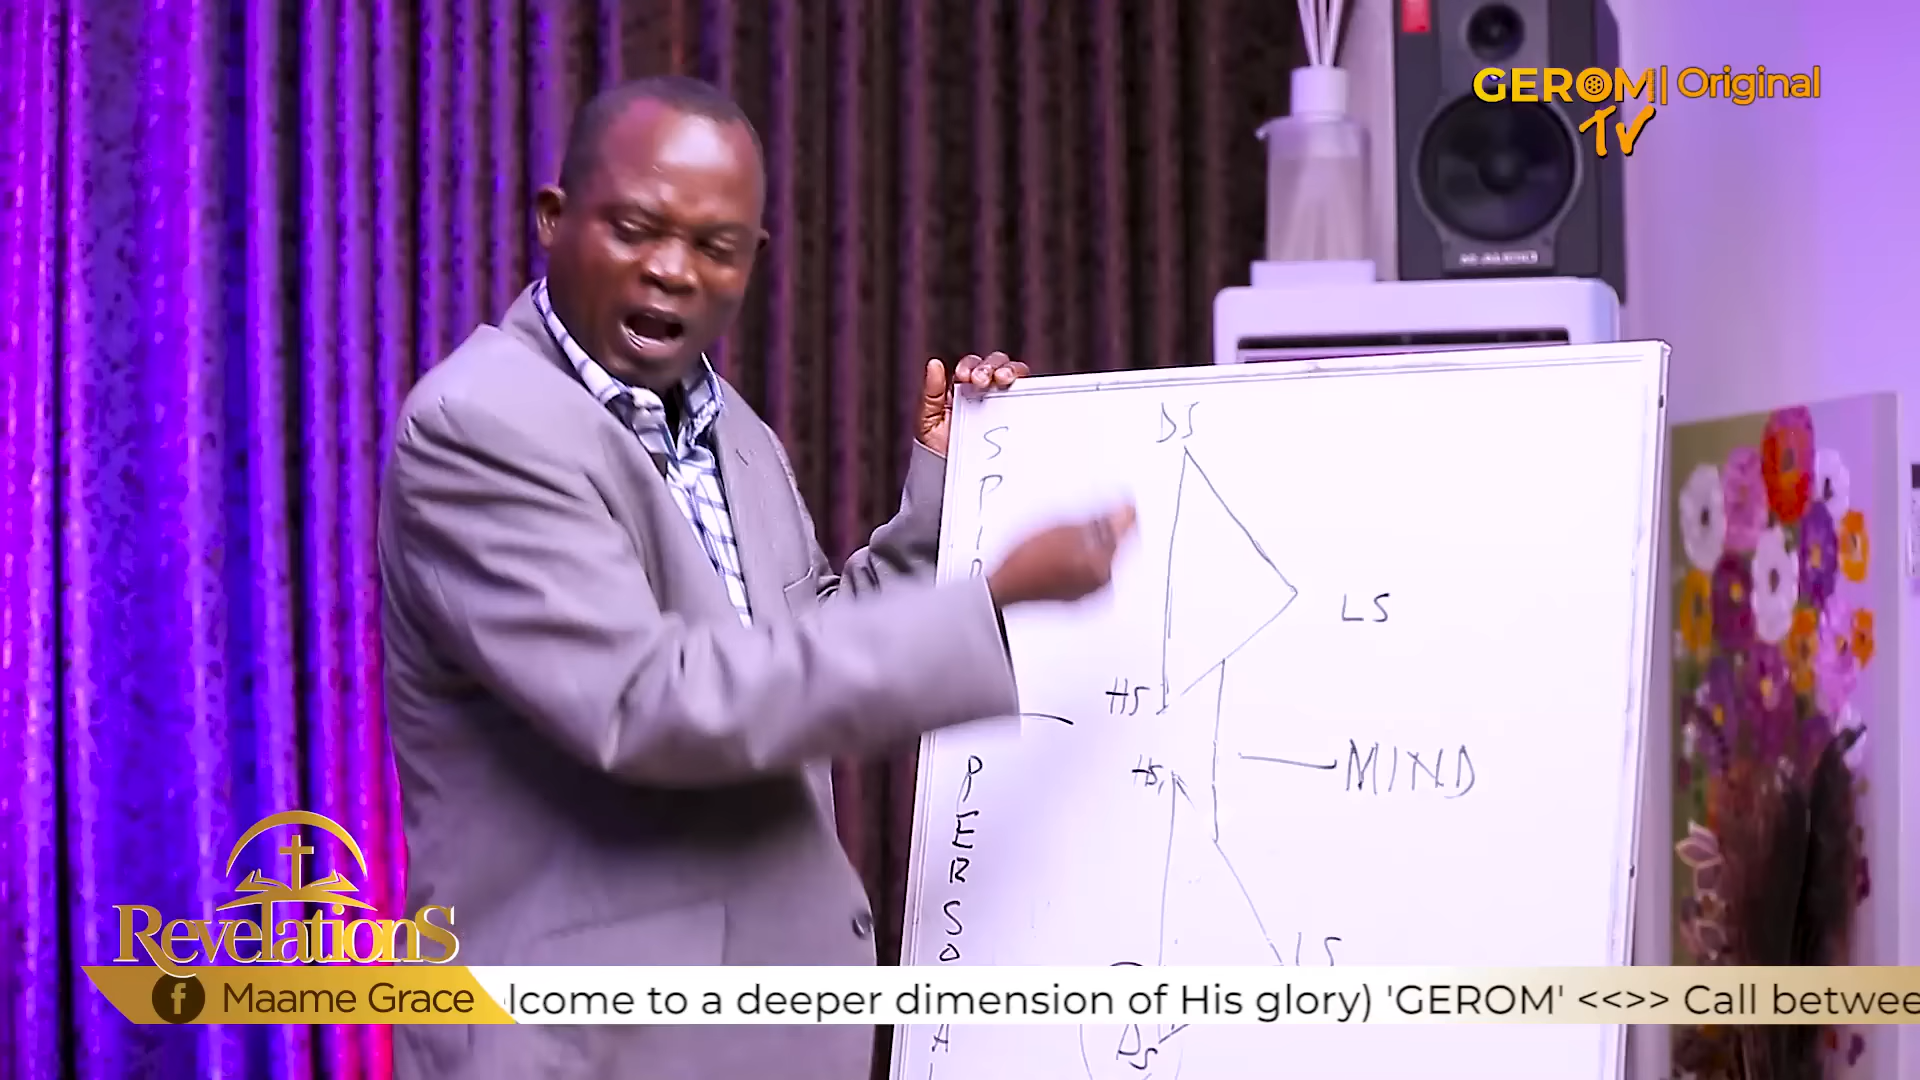 GEROM TV | Original
DS
S
P
I
LS
HS
HS
MIND
P
E
R
S
O
LS
A
DS
RevelationS
Maame Grace
lcome to a deeper dimension of His glory) 'GEROM' <<>> Call betwee